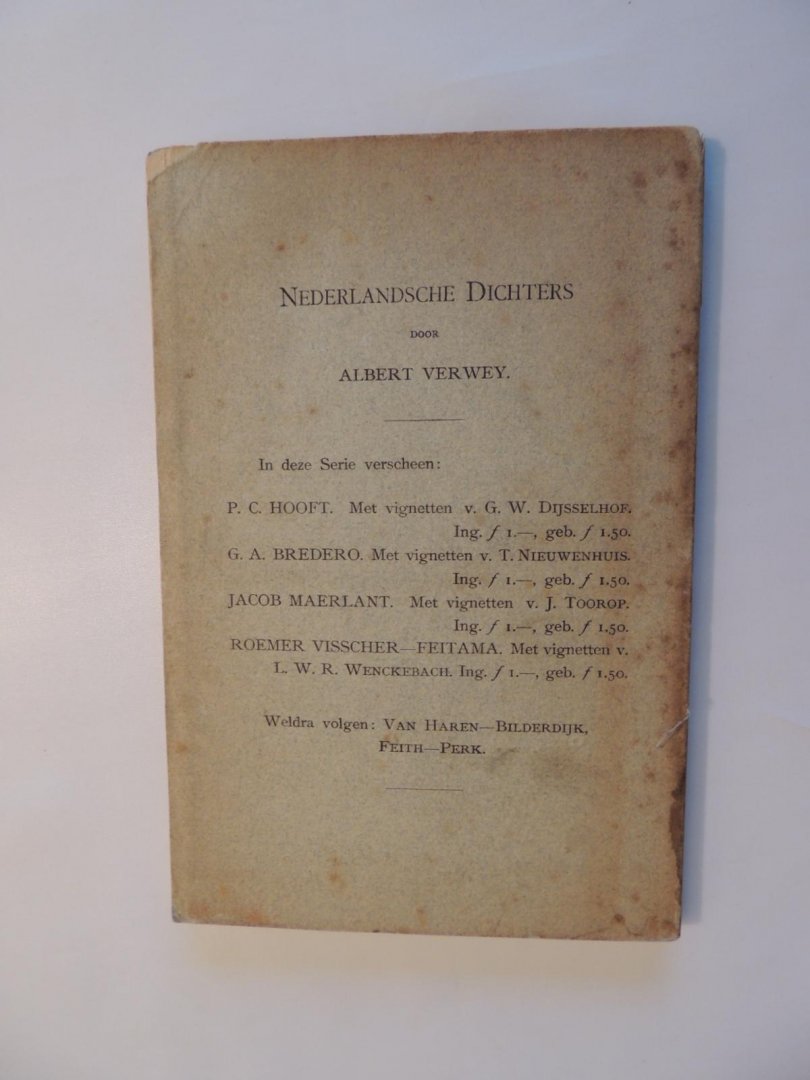 NEDERLANDSCHE DICHTERS
DOOR
ALBERT VERWEY.
In deze Serie verscheen:
P. C. HOOFT. Met vignetten v. G. W. DIJSSELHOF.
Ing. ƒ 1.—, geb. ƒ 1.50.
G. A. BREDERO. Met vignetten v. T. NIEUWENHUIS.
Ing. ƒ 1.—, geb. ƒ 1.50.
JACOB MAERLANT. Met vignetten v. J. TOOROP.
Ing. ƒ 1.—, geb. ƒ 1.50.
ROEMER VISSCHER—FEITAMA. Met vignetten v.
L. W. R. WENCKEBACH. Ing. ƒ 1.—, geb. ƒ 1.50.
Weldra volgen: VAN HAREN—BILDERDIJK,
FEITH—PERK.